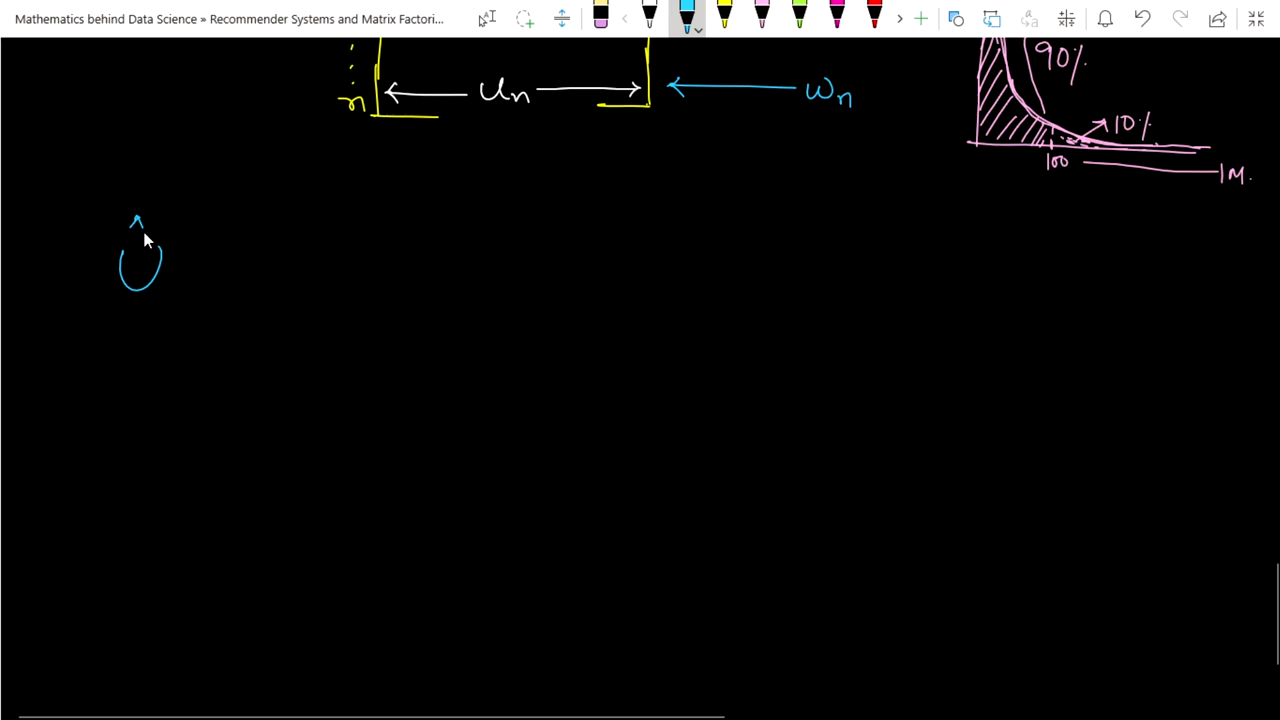 Mathematics behind Data Science » Recommender Systems and Matrix Factori...
90%
n Un Wn
10%
100 1M.
Û